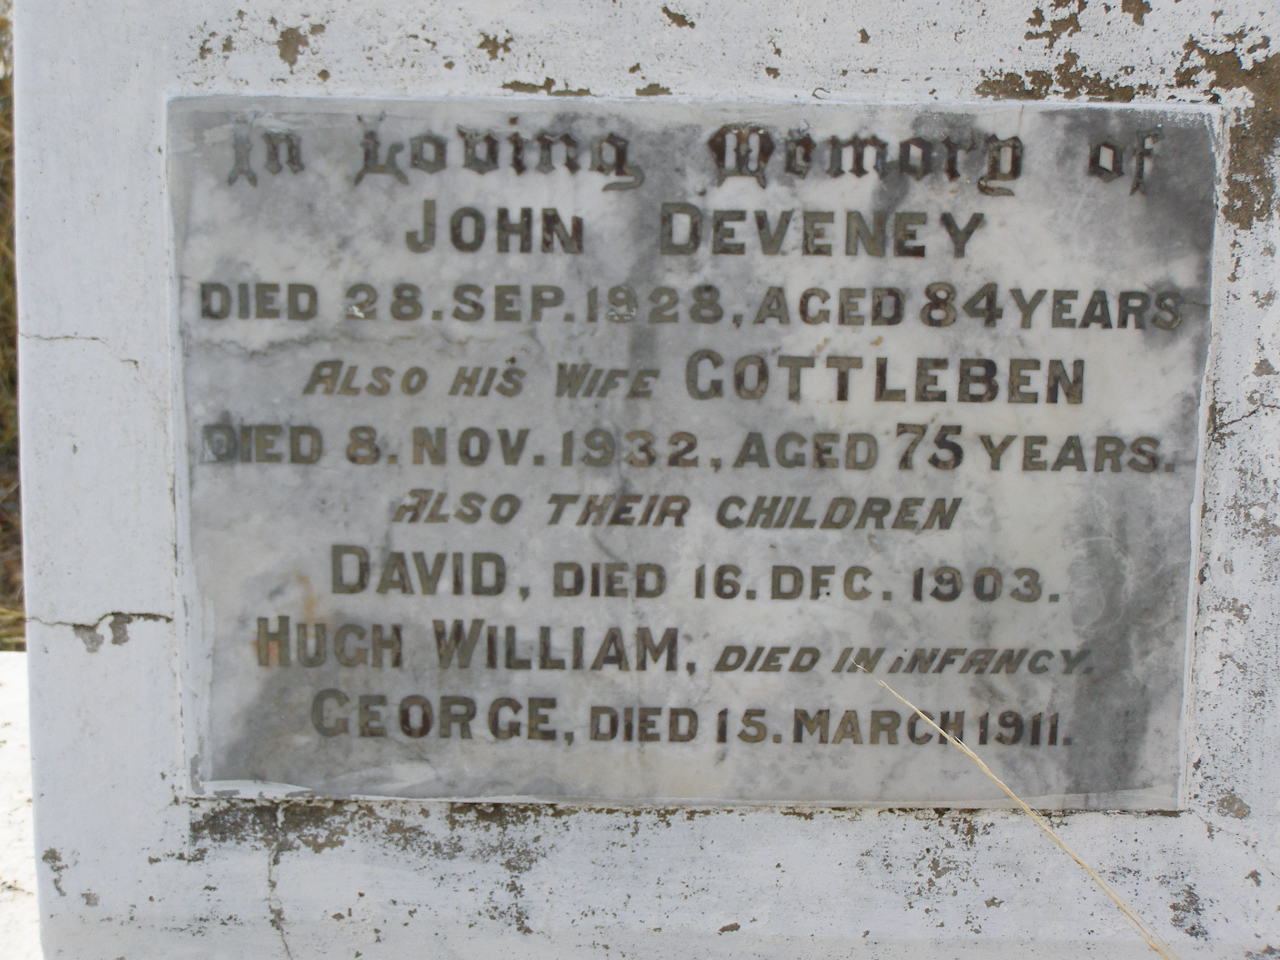 In Loving Memory of
JOHN DEVENEY
DIED 28. SEP. 1928, AGED 84 YEARS
ALSO HIS WIFE GOTTLEBEN
DIED 8. NOV. 1932, AGED 75 YEARS.
ALSO THEIR CHILDREN
DAVID, DIED 16. DEC. 1903.
HUGH WILLIAM, DIED IN INFANCY.
GEORGE, DIED 15. MARCH 1911.